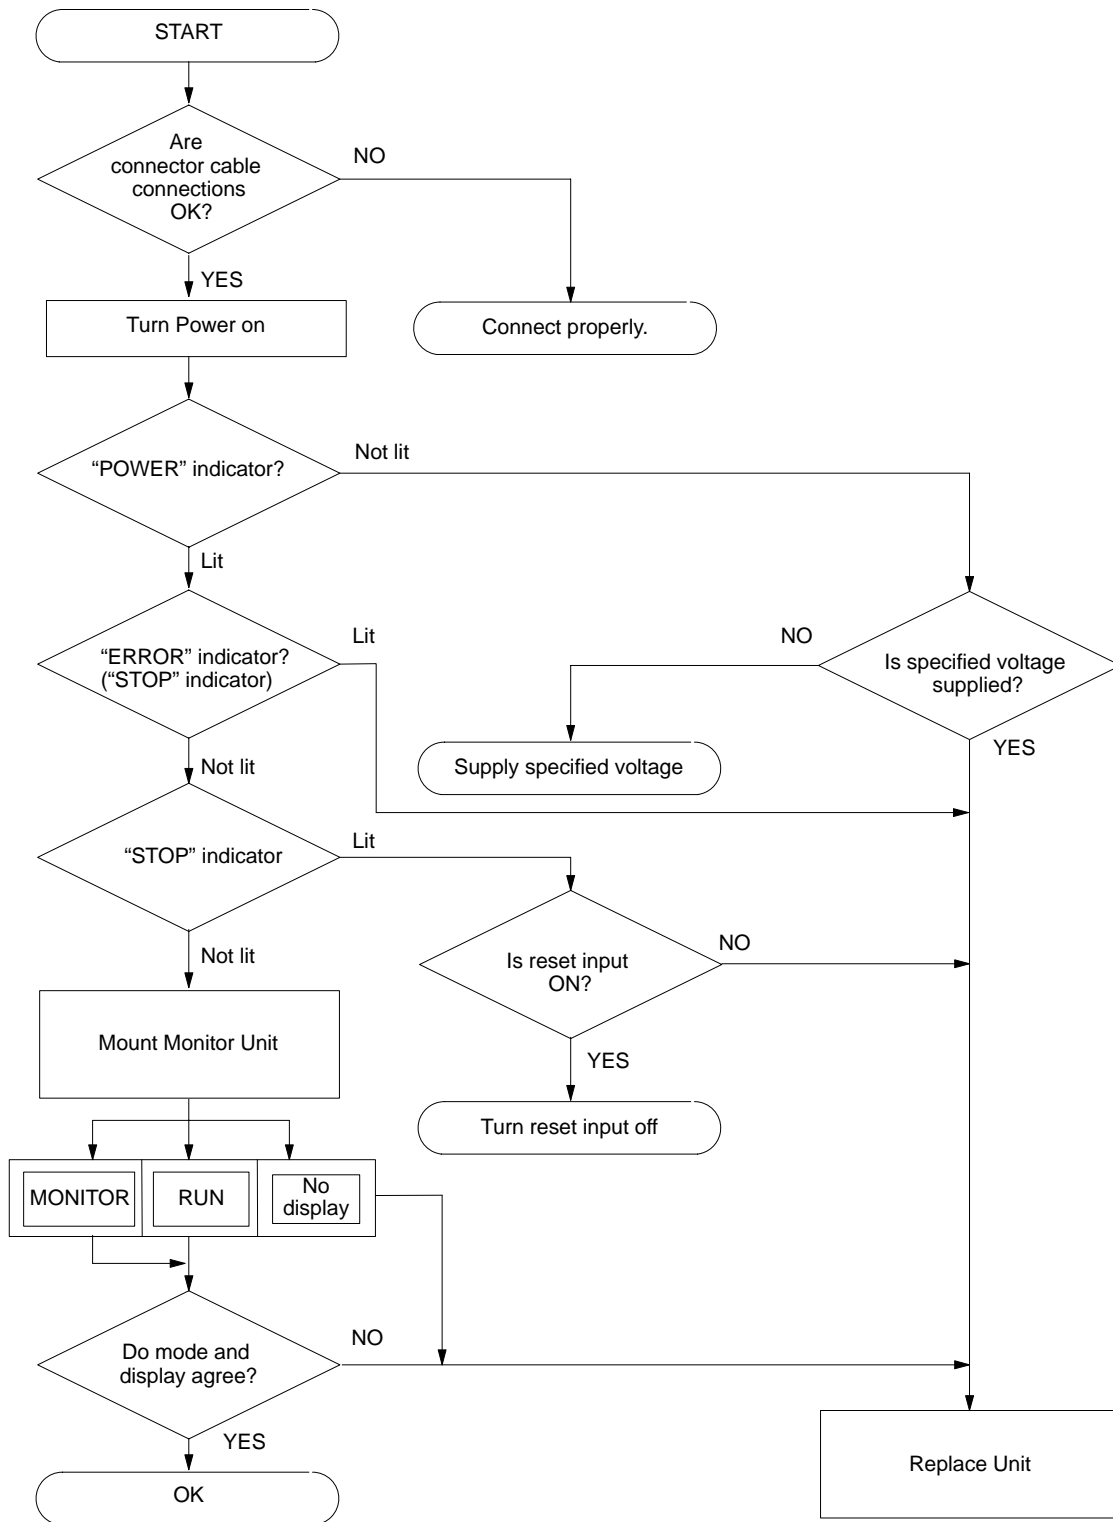 START
Are
connector cable
connections
OK?
NO
YES
Turn Power on
Connect properly.
“POWER” indicator?
Not lit
Lit
“ERROR” indicator?
(“STOP” indicator)
Lit
NO
Is specified voltage
supplied?
YES
Not lit
Supply specified voltage
“STOP” indicator
Lit
Not lit
Is reset input
ON?
NO
YES
Mount Monitor Unit
Turn reset input off
MONITOR
RUN
No
display
Do mode and
display agree?
NO
YES
OK
Replace Unit